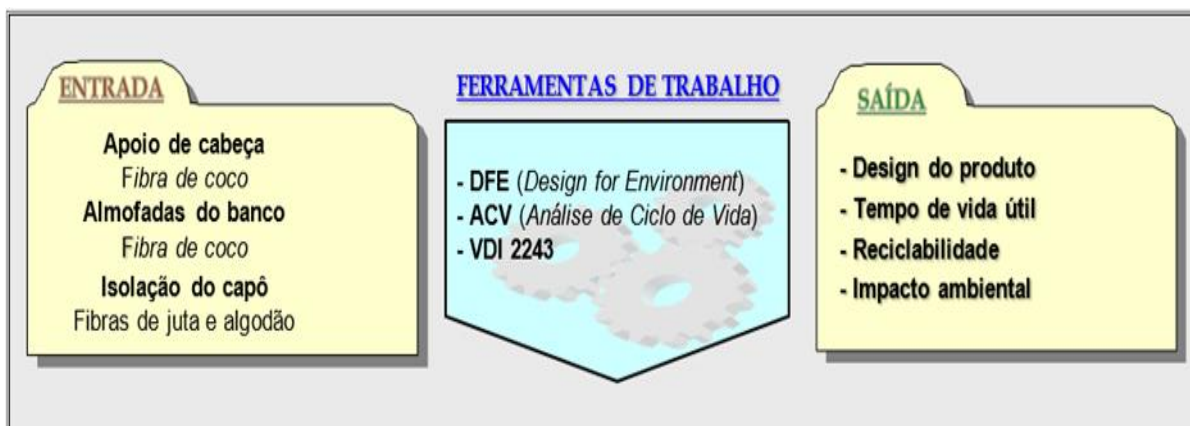 ENTRADA
Apoio de cabeça
Fibra de coco
Almofadas do banco
Fibra de coco
Isolação do capô
Fibras de juta e algodão
FERRAMENTAS DE TRABALHO
- DFE (Design for Environment)
- ACV (Análise de Ciclo de Vida)
- VDI 2243
SAÍDA
- Design do produto
- Tempo de vida útil
- Reciclabilidade
- Impacto ambiental